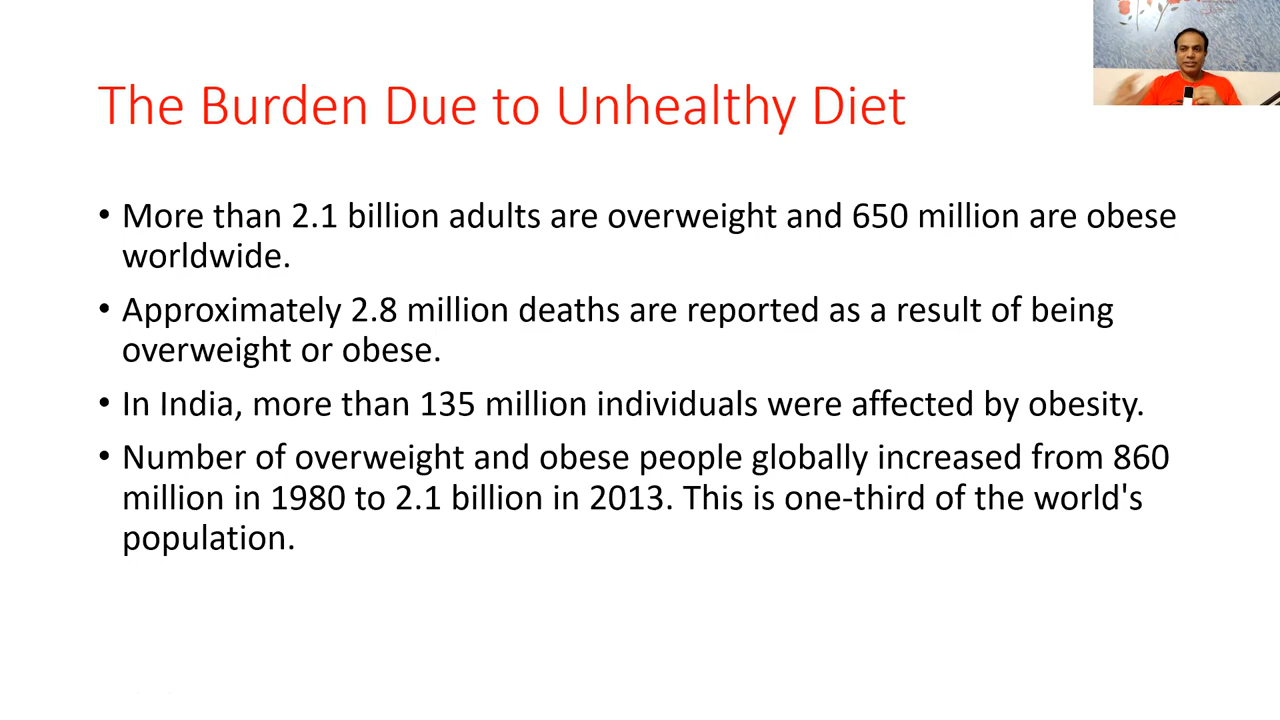 The Burden Due to Unhealthy Diet
• More than 2.1 billion adults are overweight and 650 million are obese
worldwide.
• Approximately 2.8 million deaths are reported as a result of being
overweight or obese.
• In India, more than 135 million individuals were affected by obesity.
• Number of overweight and obese people globally increased from 860
million in 1980 to 2.1 billion in 2013. This is one-third of the world's
population.